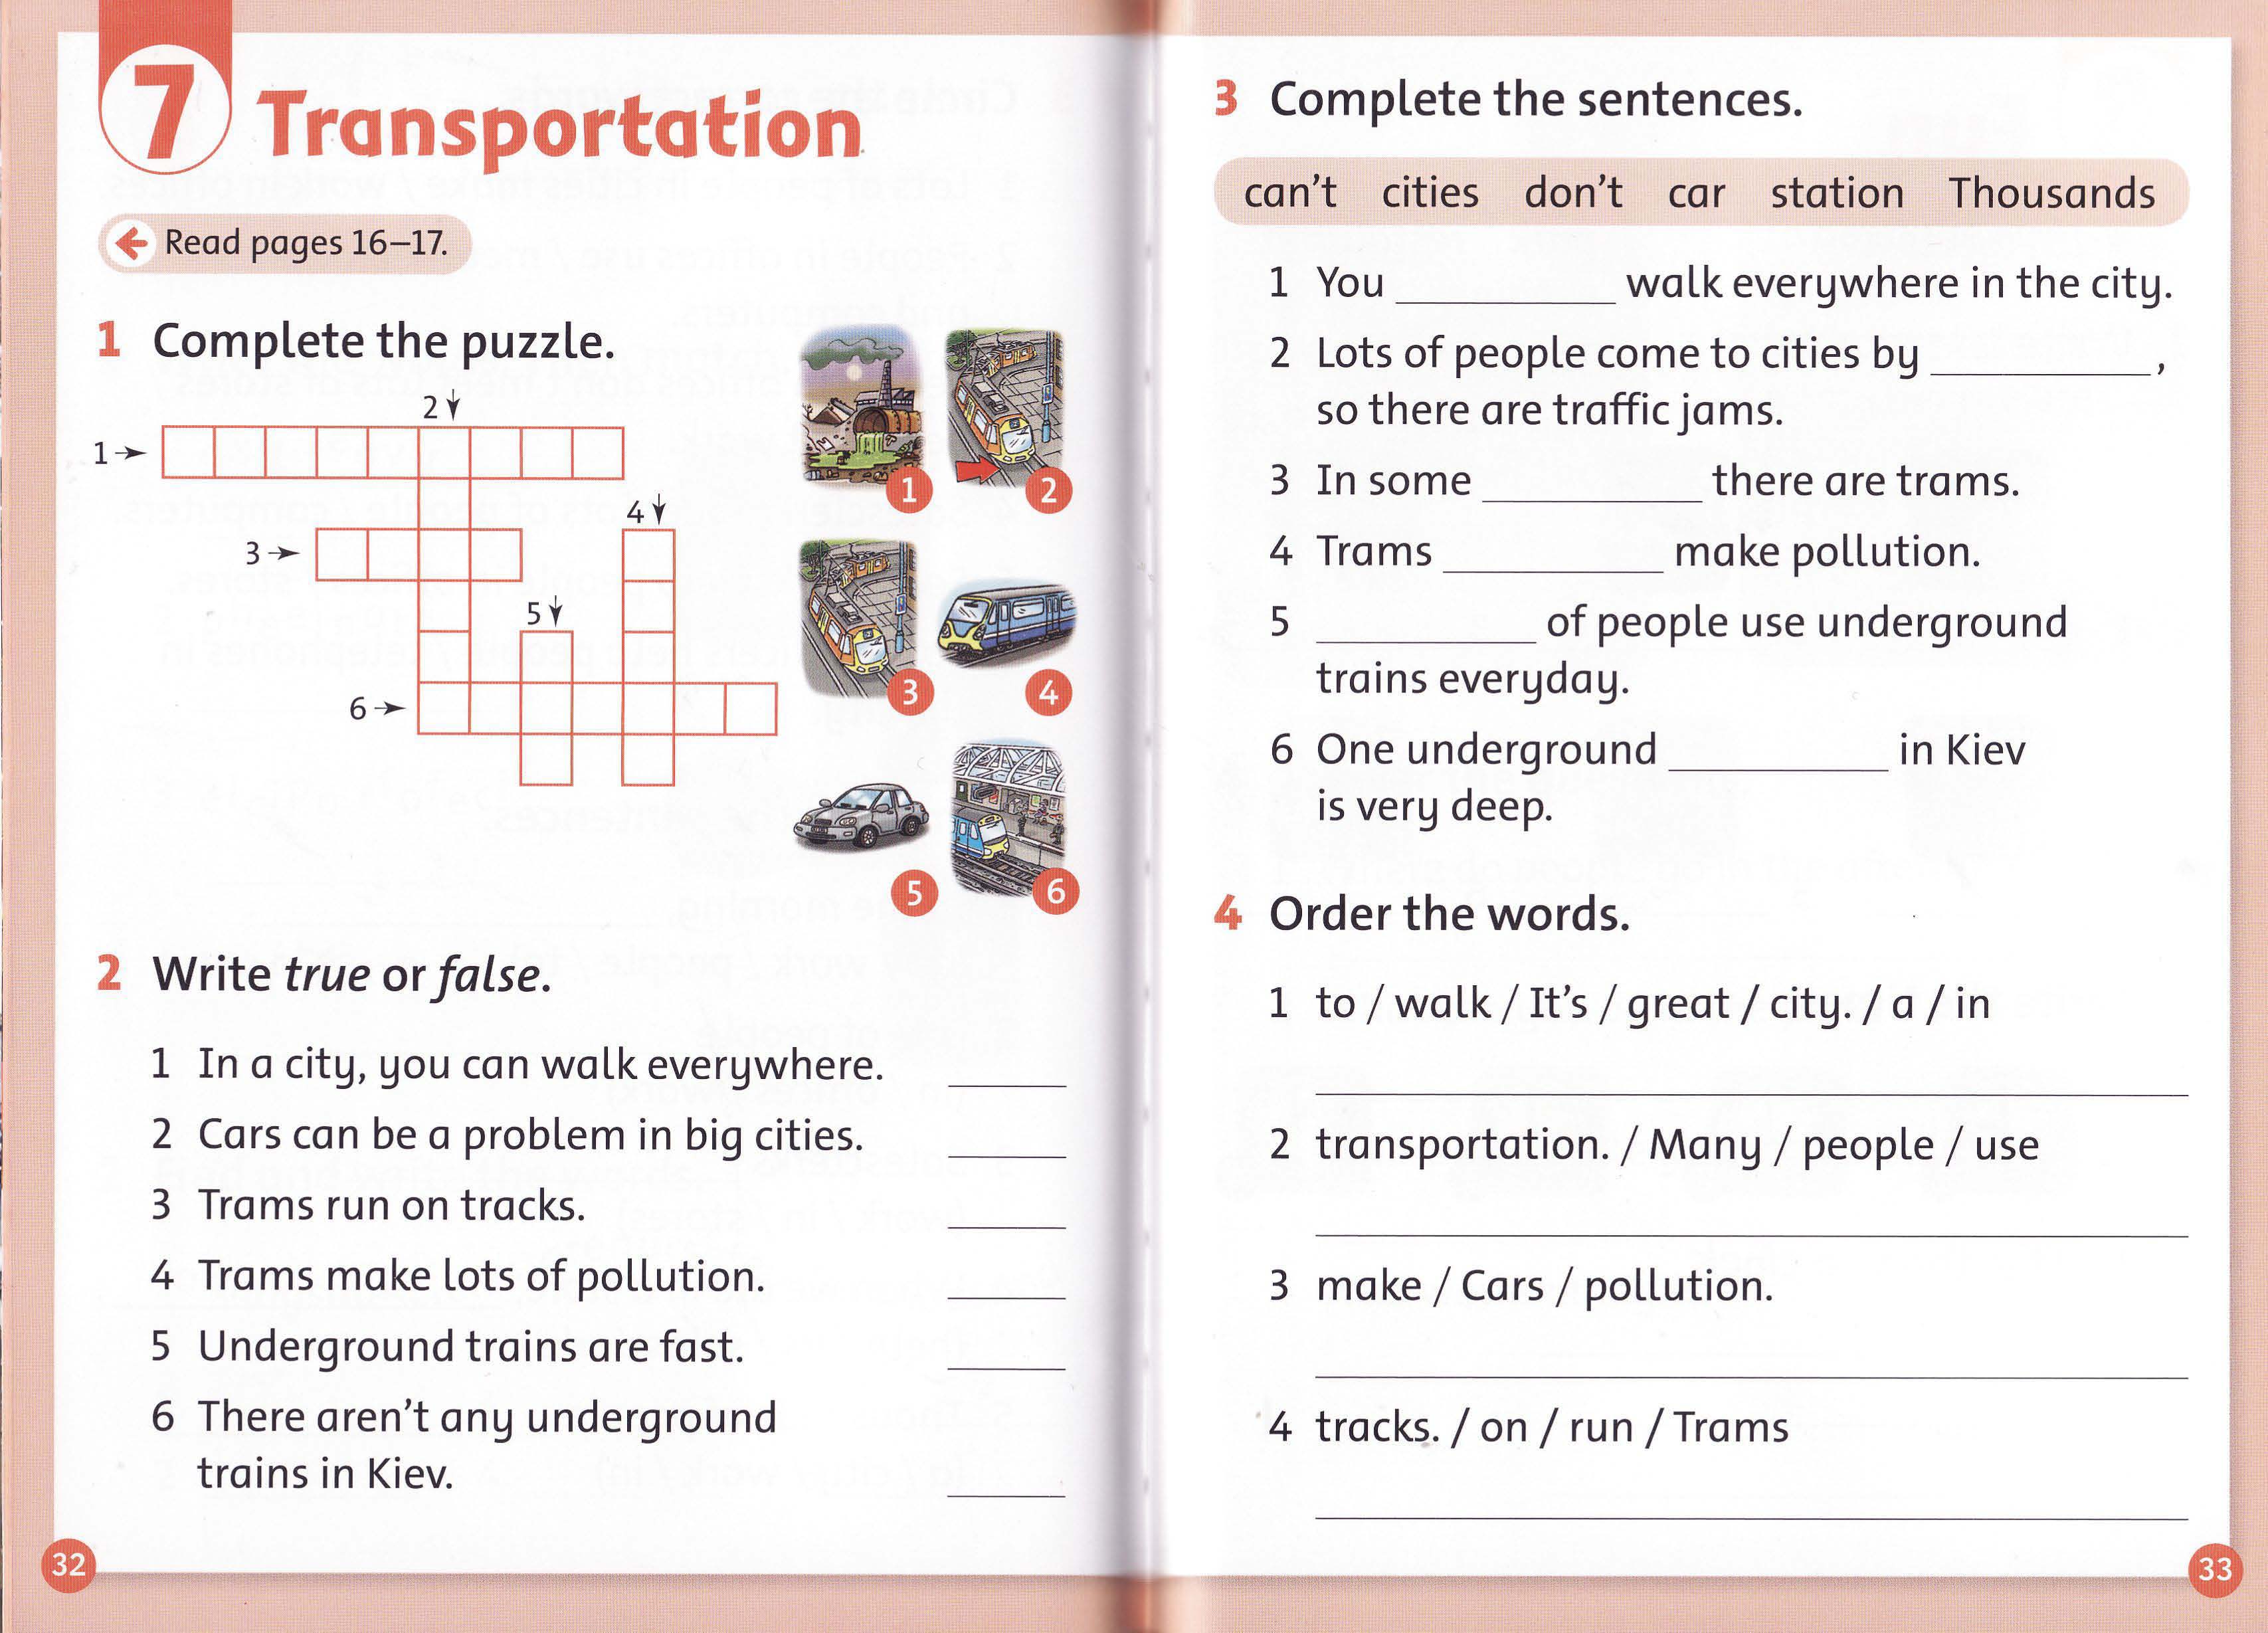 7 Transportation
Read pages 16–17.
1 Complete the puzzle.
2
1
4
3
5
6
1
2
3
4
5
6
2 Write true or false.
1 In a city, you can walk everywhere. ______
2 Cars can be a problem in big cities. ______
3 Trams run on tracks. ______
4 Trams make lots of pollution. ______
5 Underground trains are fast. ______
6 There aren't any underground
trains in Kiev. ______
32
3 Complete the sentences.
can't cities don't car station Thousands
1 You __________ walk everywhere in the city.
2 Lots of people come to cities by __________,
so there are traffic jams.
3 In some __________ there are trams.
4 Trams __________ make pollution.
5 __________ of people use underground
trains everyday.
6 One underground __________ in Kiev
is very deep.
4 Order the words.
1 to / walk / It's / great / city. / a / in
2 transportation. / Many / people / use
3 make / Cars / pollution.
4 tracks. / on / run / Trams
33